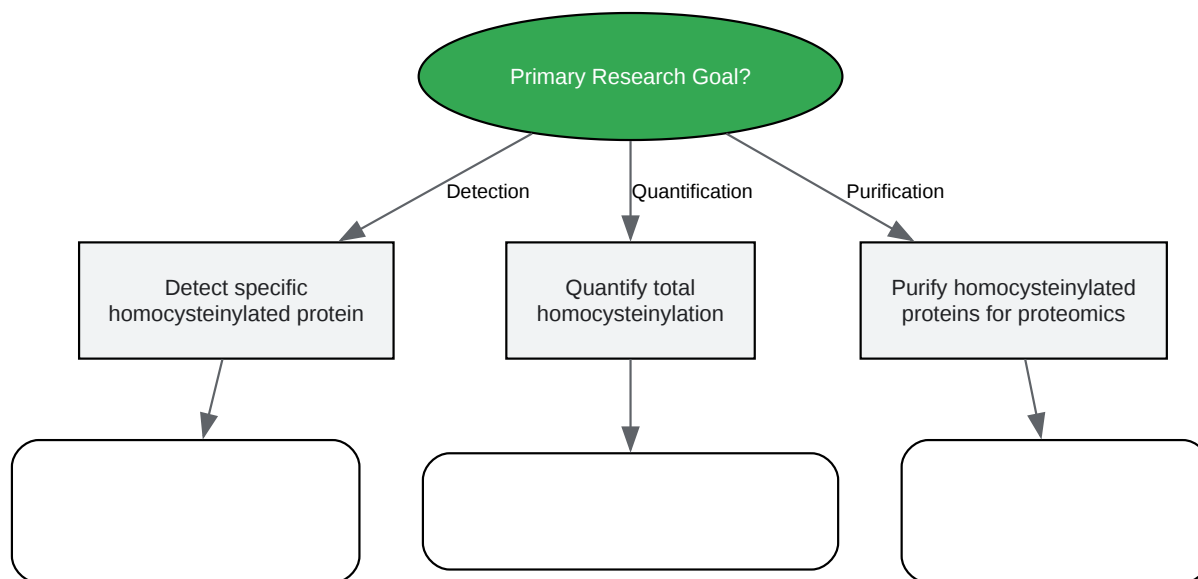 Primary Research Goal?
Detection
Quantification
Purification
Detect specific
homocysteinylated protein
Quantify total
homocysteinylation
Purify homocysteinylated
proteins for proteomics